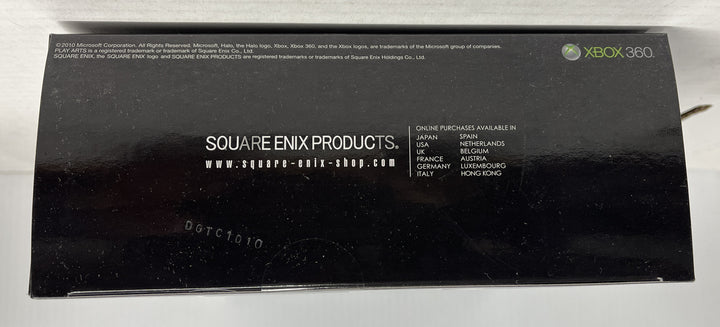 ©2010 Microsoft Corporation. All Rights Reserved. Microsoft, Halo, the Halo logo, Xbox, Xbox 360, and the Xbox logos, are trademarks of the Microsoft group of companies.
PLAY ARTS is a registered trademark or trademark of Square Enix Co., Ltd.
SQUARE ENIX, the SQUARE ENIX logo and SQUARE ENIX PRODUCTS are registered trademarks or trademarks of Square Enix Holdings Co., Ltd.
XBOX 360.
SQUARE ENIX PRODUCTS®
www.square-enix-shop.com
ONLINE PURCHASES AVAILABLE IN
JAPAN SPAIN
USA NETHERLANDS
UK BELGIUM
FRANCE AUSTRIA
GERMANY LUXEMBOURG
ITALY HONG KONG
DGTC1010